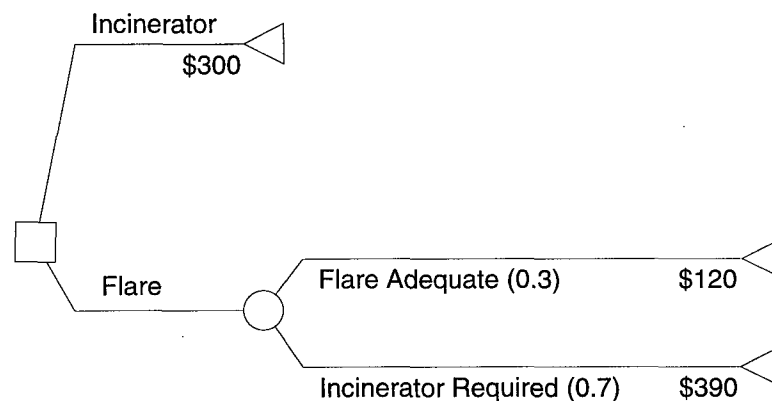 Incinerator
$300
Flare
Flare Adequate (0.3) $120
Incinerator Required (0.7) $390